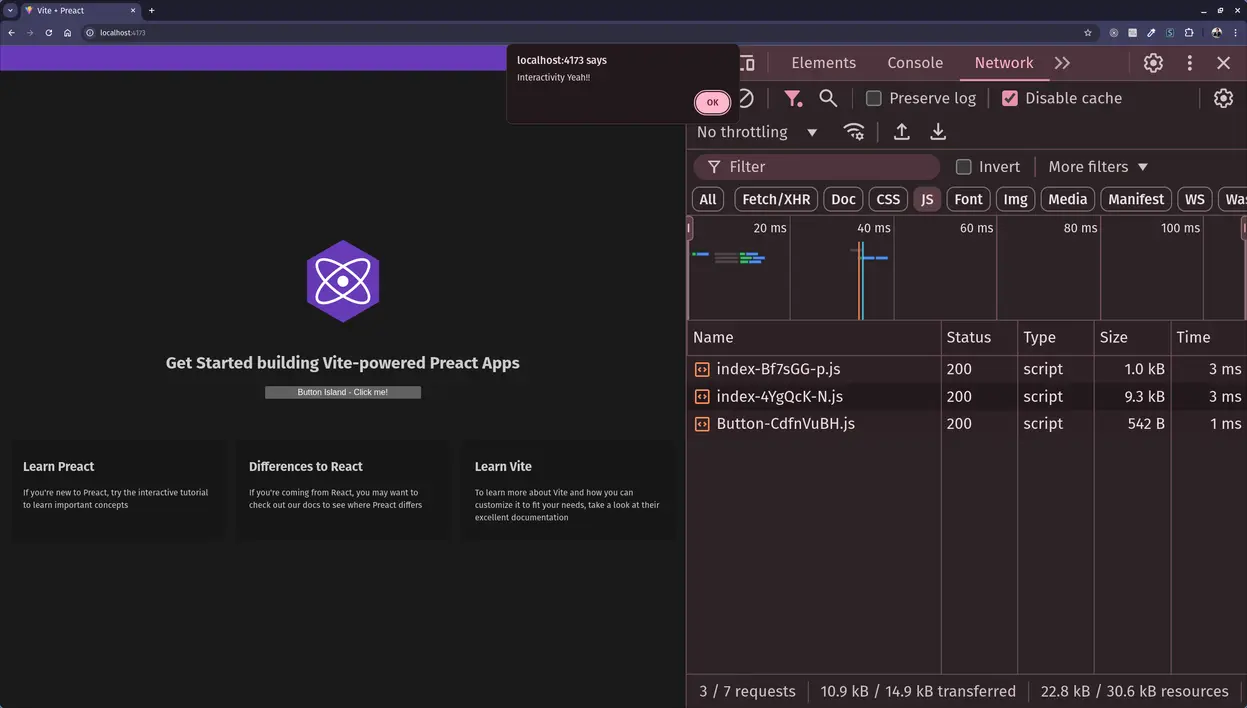 Vite + Preact
localhost:4173
localhost:4173 says
Interactivity Yeah!!
OK
Get Started building Vite-powered Preact Apps
Button Island - Click me!
Learn Preact
If you're new to Preact, try the interactive tutorial
to learn important concepts
Differences to React
If you're coming from React, you may want to
check out our docs to see where Preact differs
Learn Vite
To learn more about Vite and how you can
customize it to fit your needs, take a look at their
excellent documentation
Elements Console Network
Preserve log Disable cache
No throttling
Filter Invert More filters
All Fetch/XHR Doc CSS JS Font Img Media Manifest WS Was
20 ms 40 ms 60 ms 80 ms 100 ms
Name Status Type Size Time
index-Bf7sGG-p.js 200 script 1.0 kB 3 ms
index-4YgQcK-N.js 200 script 9.3 kB 3 ms
Button-CdfnVuBH.js 200 script 542 B 1 ms
3 / 7 requests 10.9 kB / 14.9 kB transferred 22.8 kB / 30.6 kB resources